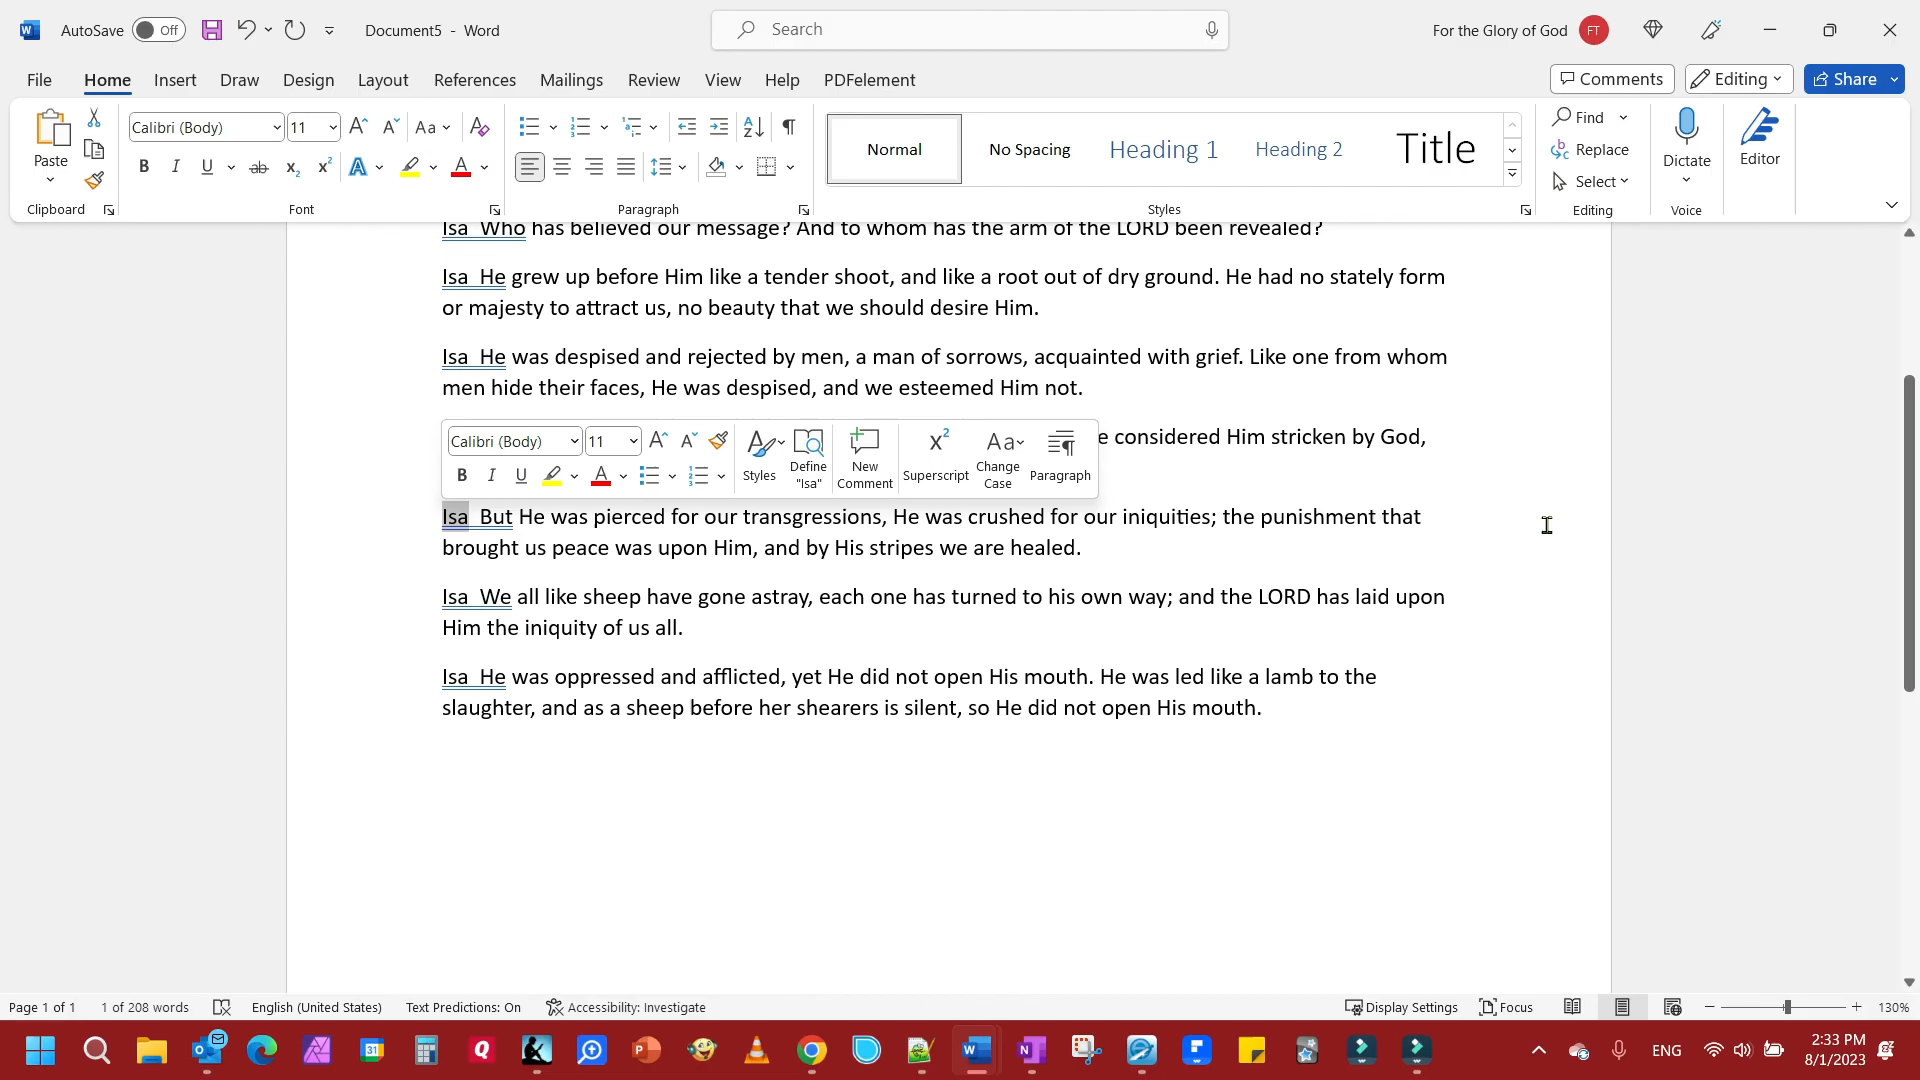 AutoSave Off Document5 - Word Search For the Glory of God FT
File Home Insert Draw Design Layout References Mailings Review View Help PDFelement Comments Editing Share
Calibri (Body) 11 Aa Find
Paste Normal No Spacing Heading 1 Heading 2 Title Replace Dictate Editor
B I U ab Select
Clipboard Font Paragraph Styles Editing Voice
Isa  Who has believed our message? And to whom has the arm of the LORD been revealed?
Isa  He grew up before Him like a tender shoot, and like a root out of dry ground. He had no stately form
or majesty to attract us, no beauty that we should desire Him.
Isa  He was despised and rejected by men, a man of sorrows, acquainted with grief. Like one from whom
men hide their faces, He was despised, and we esteemed Him not.
e considered Him stricken by God,
Calibri (Body) 11
B I U Styles Define "Isa" New Comment Superscript Change Case Paragraph
Isa  But He was pierced for our transgressions, He was crushed for our iniquities; the punishment that
brought us peace was upon Him, and by His stripes we are healed.
Isa  We all like sheep have gone astray, each one has turned to his own way; and the LORD has laid upon
Him the iniquity of us all.
Isa  He was oppressed and afflicted, yet He did not open His mouth. He was led like a lamb to the
slaughter, and as a sheep before her shearers is silent, so He did not open His mouth.
Page 1 of 1 1 of 208 words English (United States) Text Predictions: On Accessibility: Investigate Display Settings Focus 130%
ENG 2:33 PM
8/1/2023